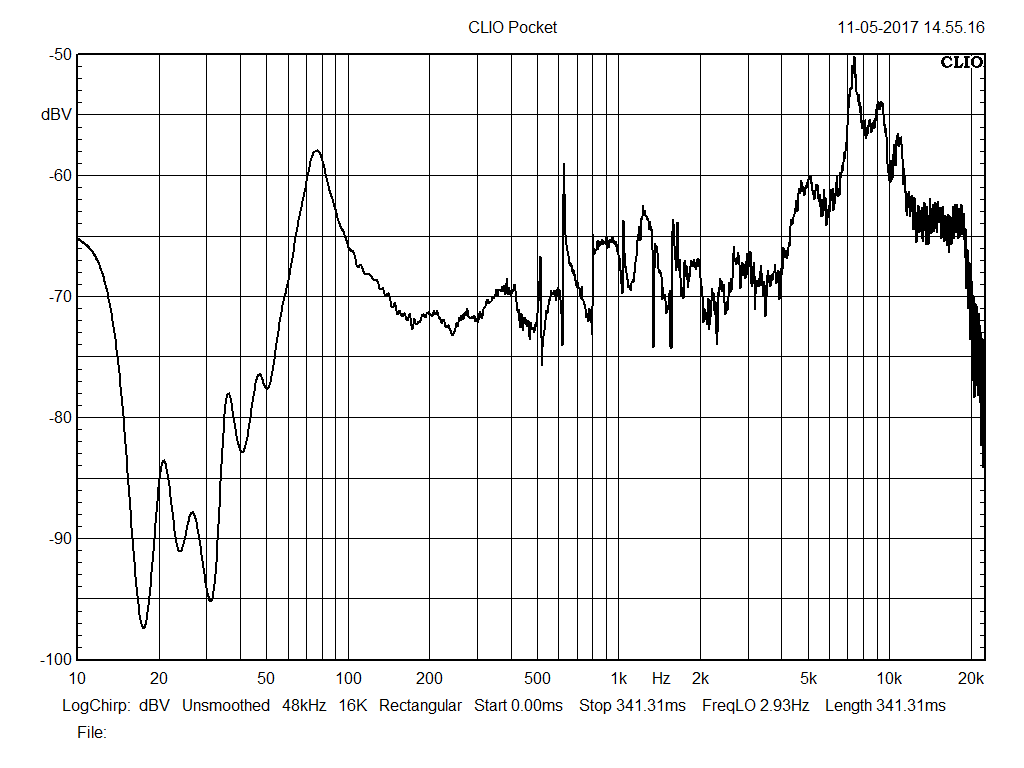 CLIO Pocket 11-05-2017 14.55.16
-50 CLIO
dBV
-60
-70
-80
-90
-100
10 20 50 100 200 500 1k Hz 2k 5k 10k 20k
LogChirp: dBV Unsmoothed 48kHz 16K Rectangular Start 0.00ms Stop 341.31ms FreqLO 2.93Hz Length 341.31ms
File: